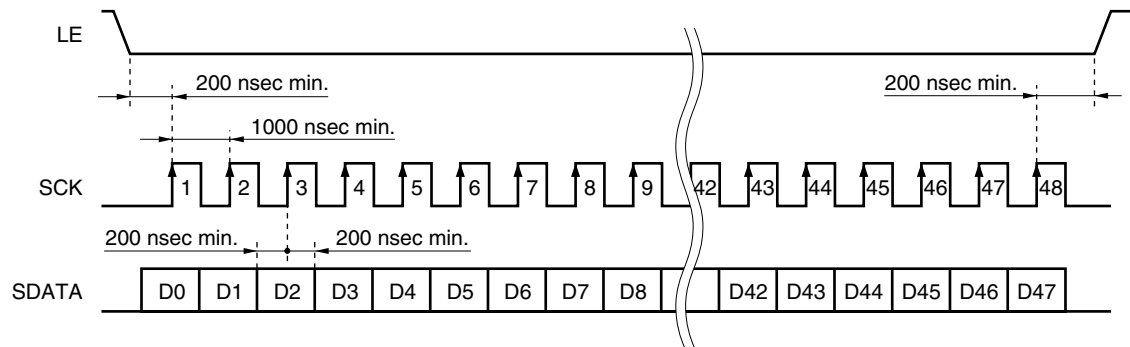 LE
200 nsec min. 200 nsec min.
1000 nsec min.
SCK 1 2 3 4 5 6 7 8 9 42 43 44 45 46 47 48
200 nsec min. 200 nsec min.
SDATA D0 D1 D2 D3 D4 D5 D6 D7 D8 D42 D43 D44 D45 D46 D47